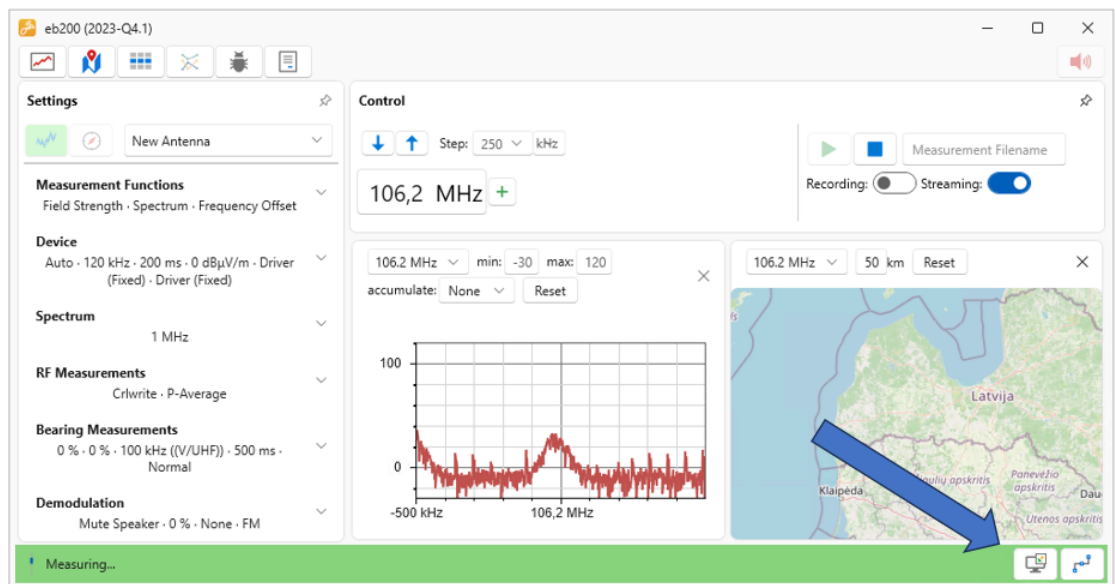 eb200 (2023-Q4.1)
Settings
New Antenna
Measurement Functions
Field Strength · Spectrum · Frequency Offset
Device
Auto · 120 kHz · 200 ms · 0 dBµV/m · Driver
(Fixed) · Driver (Fixed)
Spectrum
1 MHz
RF Measurements
Crlwrite · P-Average
Bearing Measurements
0 % · 0 % · 100 kHz ((V/UHF)) · 500 ms ·
Normal
Demodulation
Mute Speaker · 0 % · None · FM
Control
Step: 250 kHz
106,2 MHz +
Measurement Filename
Recording: Streaming:
106.2 MHz min: -30 max: 120
accumulate: None Reset
100
0
-500 kHz 106,2 MHz
106.2 MHz 50 km Reset
Latvija
Klaipėda
Panevėžio
apskritis
apskritis
Dau
Utenos apskritis
Measuring...